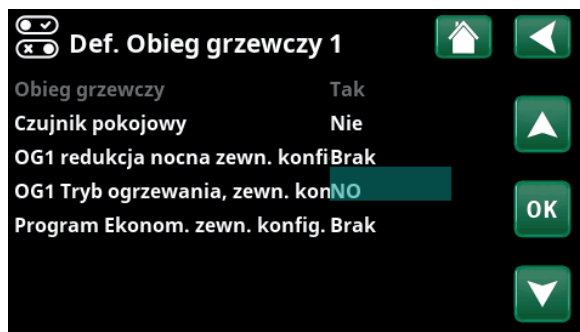 Def. Obieg grzewczy 1
Obieg grzewczy Tak
Czujnik pokojowy Nie
OG1 redukcja nocna zewn. konfi Brak
OG1 Tryb ogrzewania, zewn. kon NO
Program Ekonom. zewn. konfig. Brak
OK